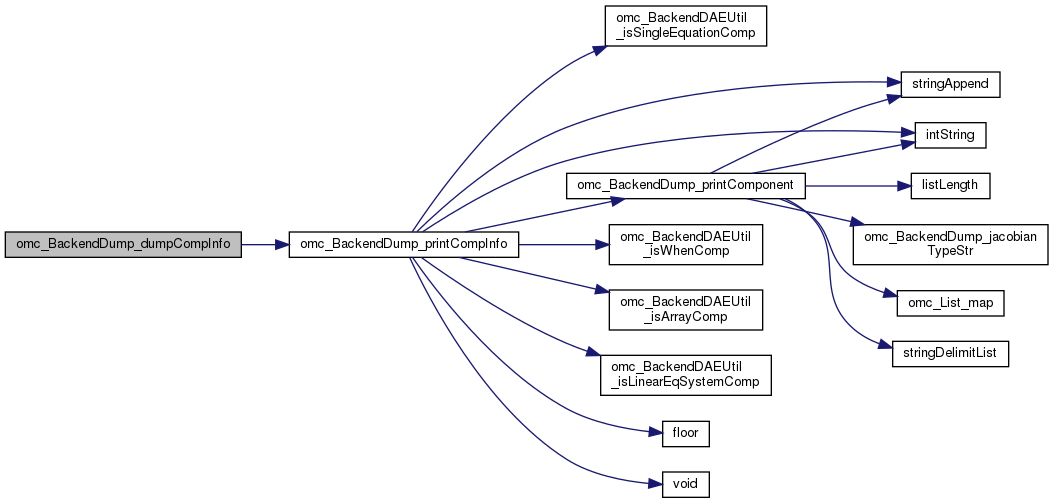 omc_BackendDAEUtil
_isSingleEquationComp
stringAppend
intString
omc_BackendDump_printComponent
listLength
omc_BackendDump_dumpCompInfo
omc_BackendDump_printCompInfo
omc_BackendDAEUtil
_isWhenComp
omc_BackendDump_jacobian
TypeStr
omc_BackendDAEUtil
_isArrayComp
omc_List_map
stringDelimitList
omc_BackendDAEUtil
_isLinearEqSystemComp
floor
void